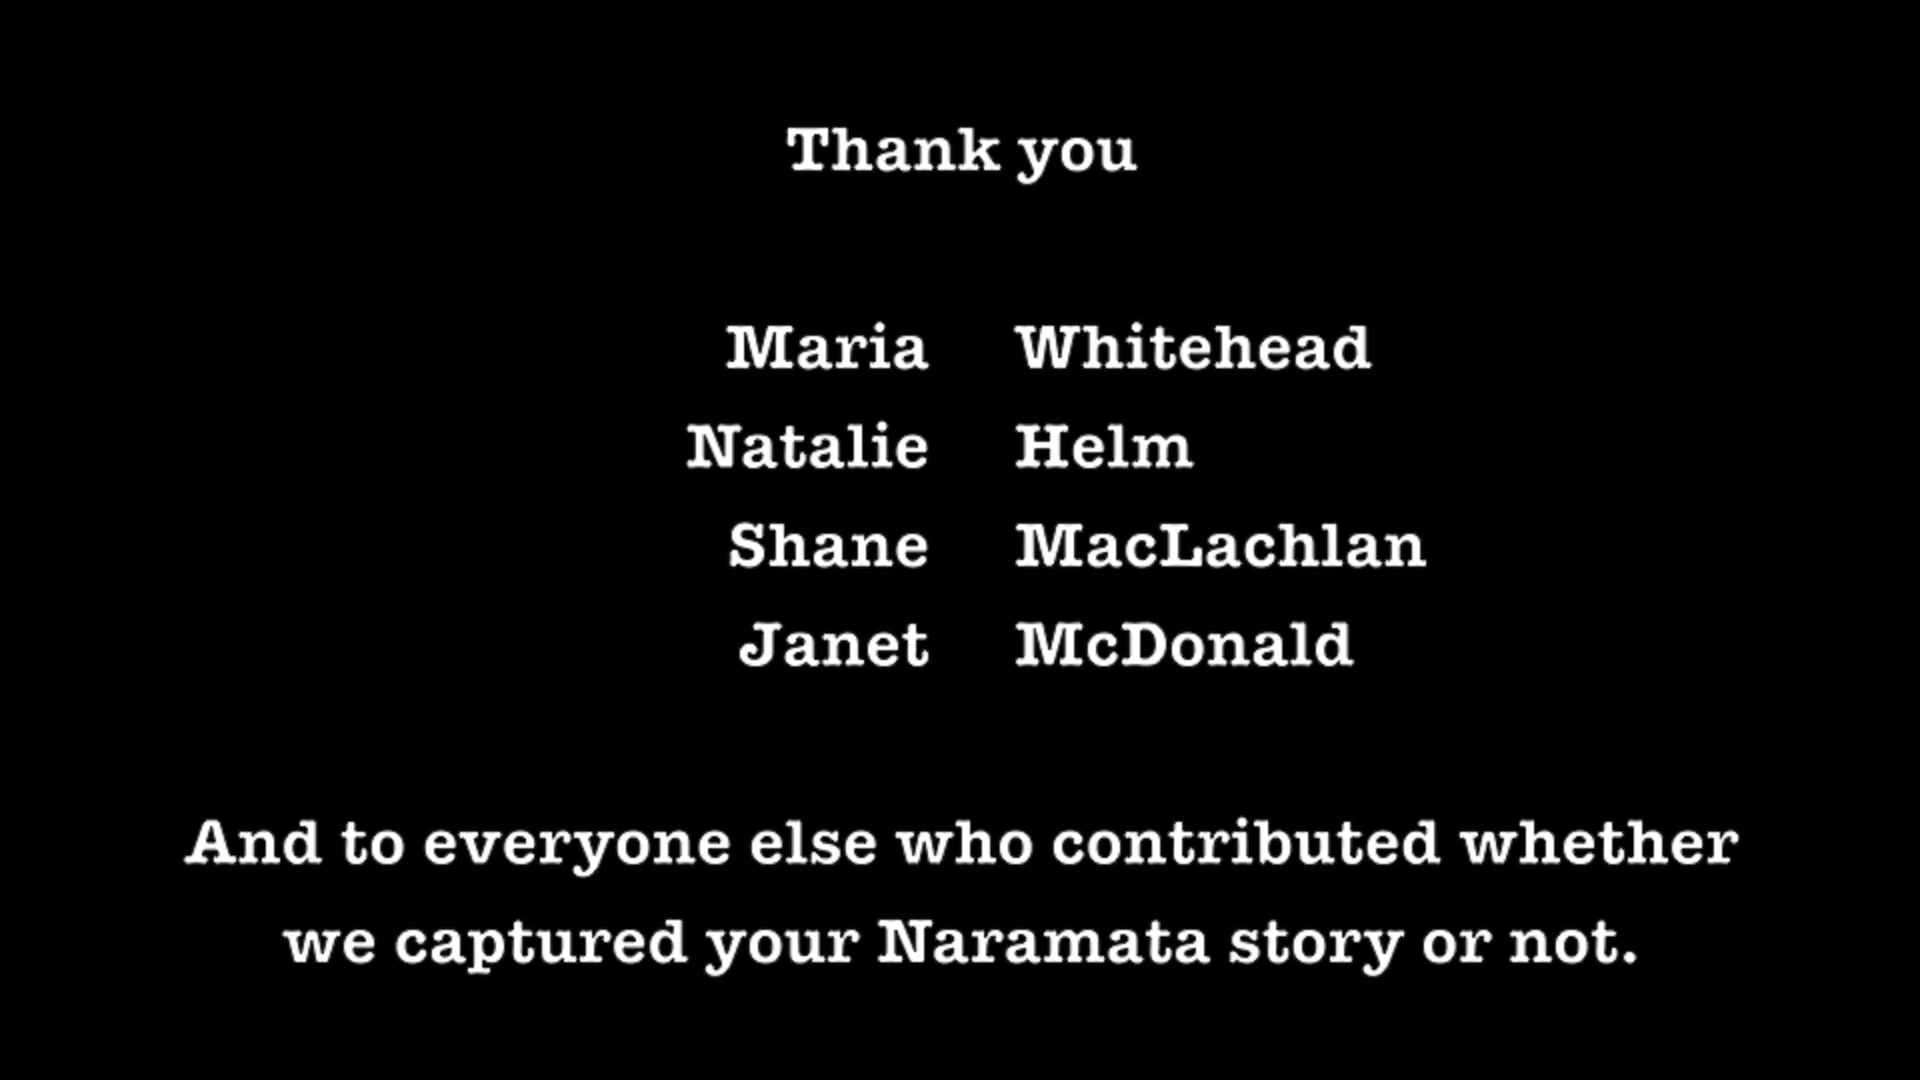 Thank you
Maria Whitehead
Natalie Helm
Shane MacLachlan
Janet McDonald
And to everyone else who contributed whether
we captured your Naramata story or not.